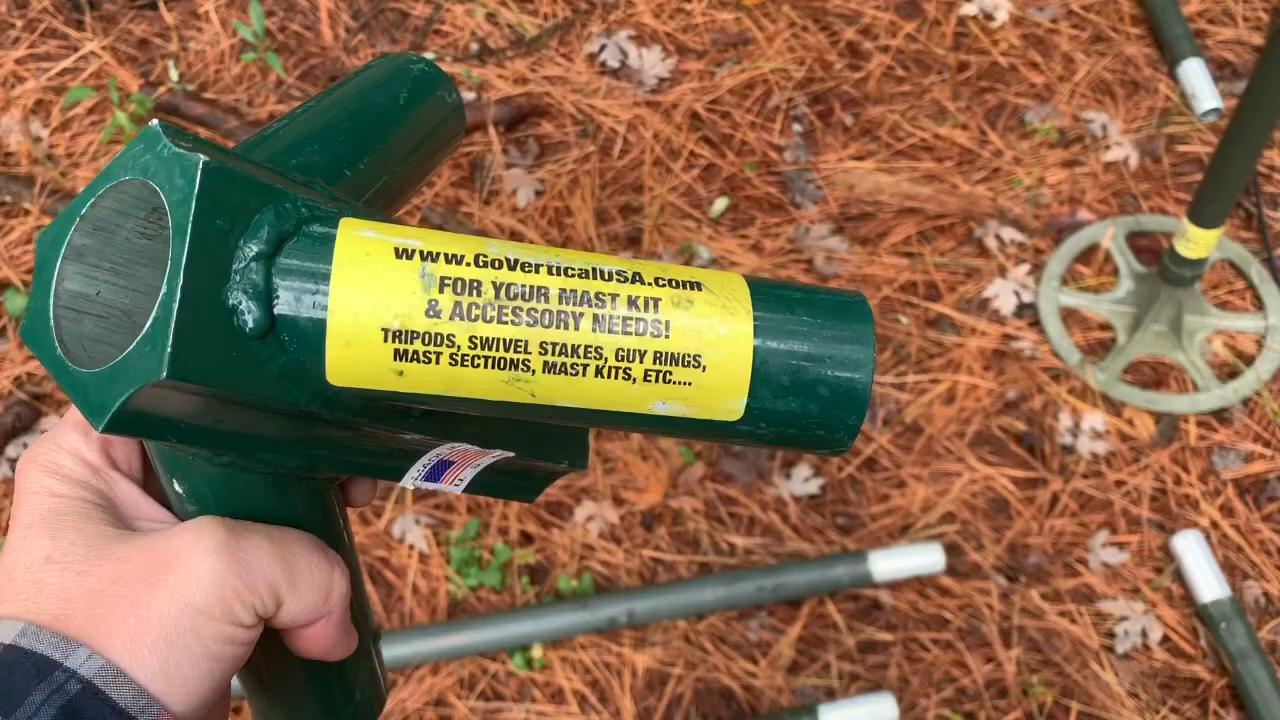 www.GoVerticalUSA.com
FOR YOUR MAST KIT
& ACCESSORY NEEDS!
TRIPODS, SWIVEL STAKES, GUY RINGS,
MAST SECTIONS, MAST KITS, ETC....